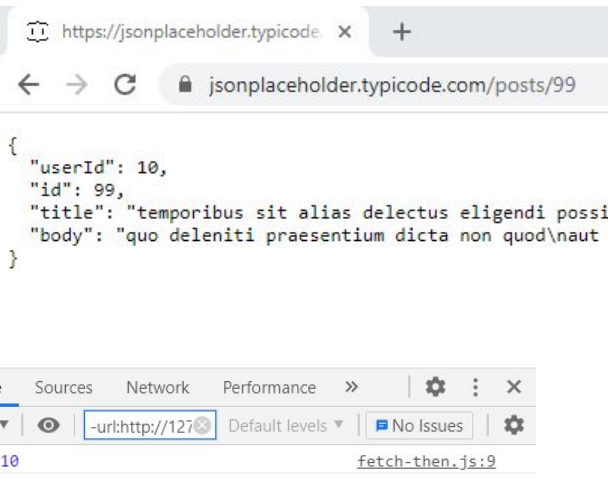 https://jsonplaceholder.typicode.
jsonplaceholder.typicode.com/posts/99
{
"userId": 10,
"id": 99,
"title": "temporibus sit alias delectus eligendi possi
"body": "quo deleniti praesentium dicta non quod\naut
}
Sources Network Performance »
-url:http://127 Default levels ▼ No Issues
10 fetch-then.js:9